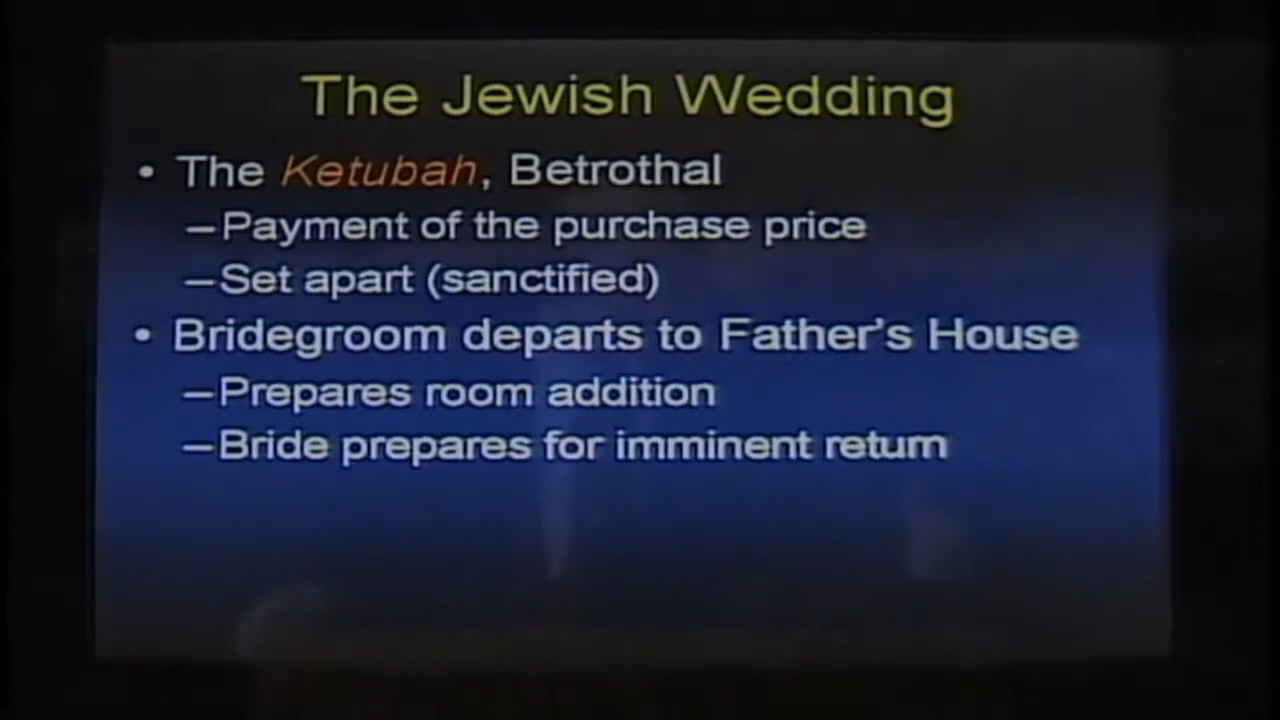 The Jewish Wedding
• The Ketubah, Betrothal
–Payment of the purchase price
–Set apart (sanctified)
• Bridegroom departs to Father's House
–Prepares room addition
–Bride prepares for imminent return